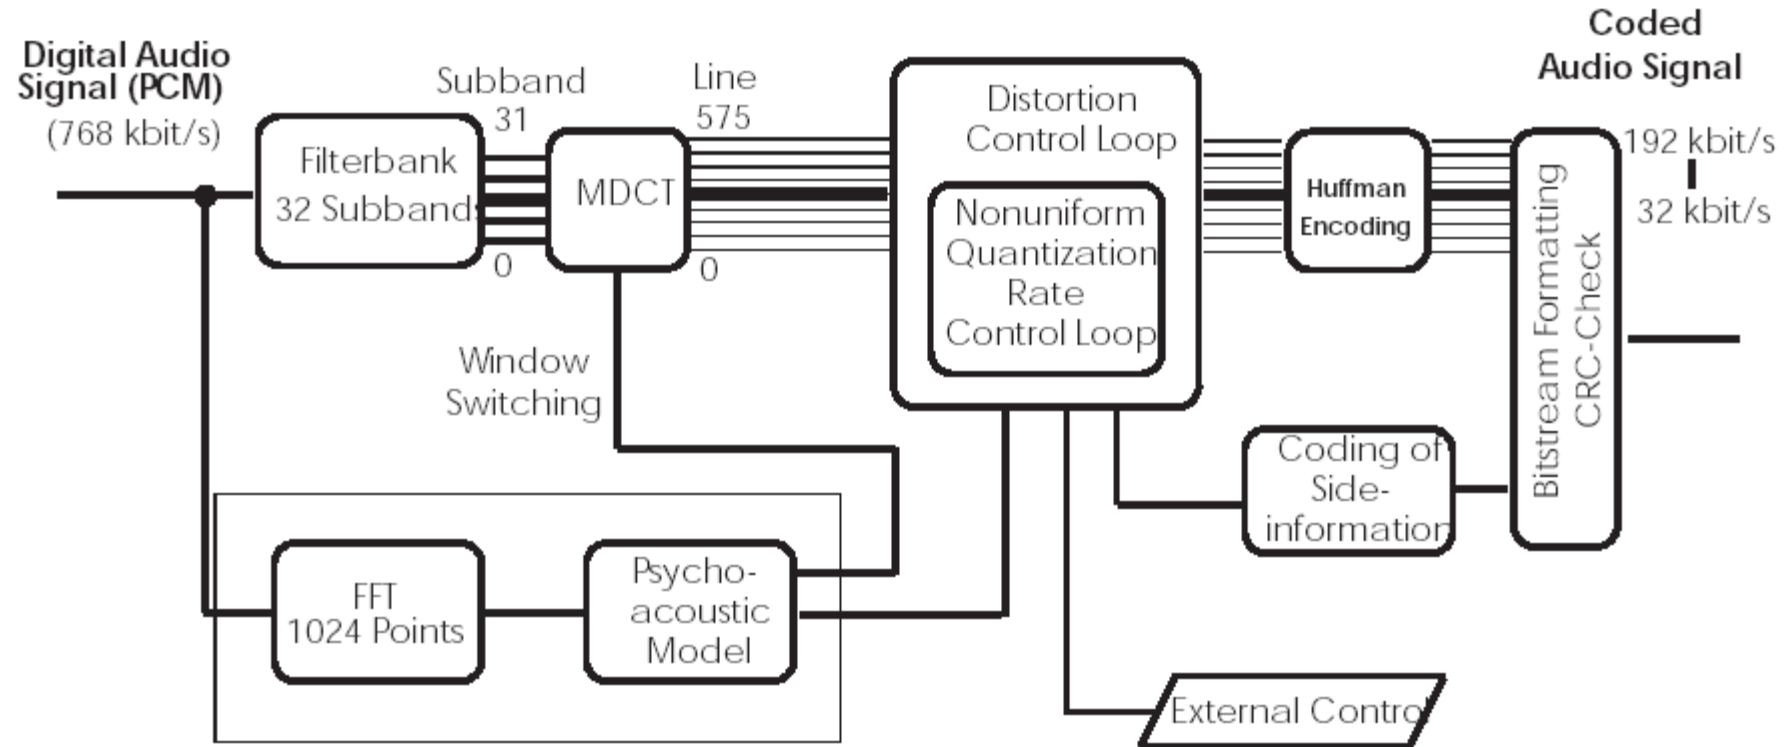 Digital Audio
Signal (PCM)
(768 kbit/s)
Filterbank
32 Subbands
Subband
31
0
MDCT
Line
575
0
Distortion
Control Loop
Nonuniform
Quantization
Rate
Control Loop
Huffman
Encoding
Coded
Audio Signal
192 kbit/s
32 kbit/s
Bitstream Formatting
CRC-Check
Window
Switching
Coding of
Side-
information
FFT
1024 Points
Psycho-
acoustic
Model
External Control